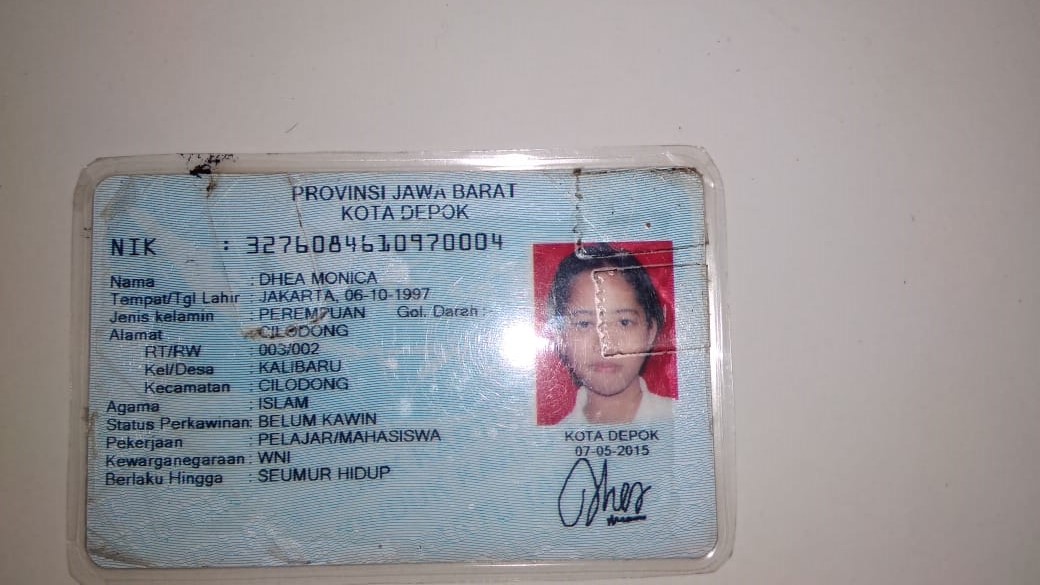 PROVINSI JAWA BARAT
KOTA DEPOK
NIK : 3276084610970004
Nama : DHEA MONICA
Tempat/Tgl Lahir : JAKARTA, 06-10-1997
Jenis kelamin : PEREMPUAN Gol. Darah :
Alamat : CILODONG
RT/RW : 003/002
Kel/Desa : KALIBARU
Kecamatan : CILODONG
Agama : ISLAM
Status Perkawinan: BELUM KAWIN
Pekerjaan : PELAJAR/MAHASISWA
Kewarganegaraan : WNI
Berlaku Hingga : SEUMUR HIDUP
KOTA DEPOK
07-05-2015